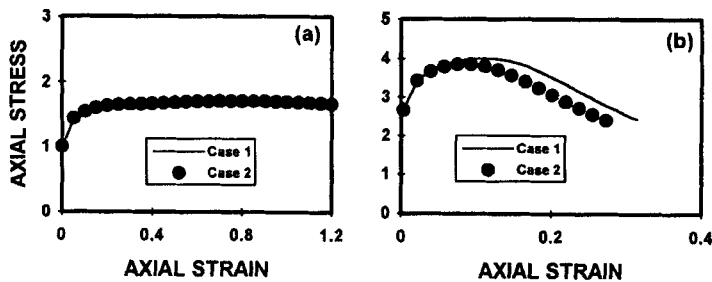 AXIAL STRESS
3
2
1
0
(a)
Case 1
Case 2
0 0.4 0.8 1.2
AXIAL STRAIN
5
4
3
2
1
0
(b)
Case 1
Case 2
0 0.2 0.4
AXIAL STRAIN